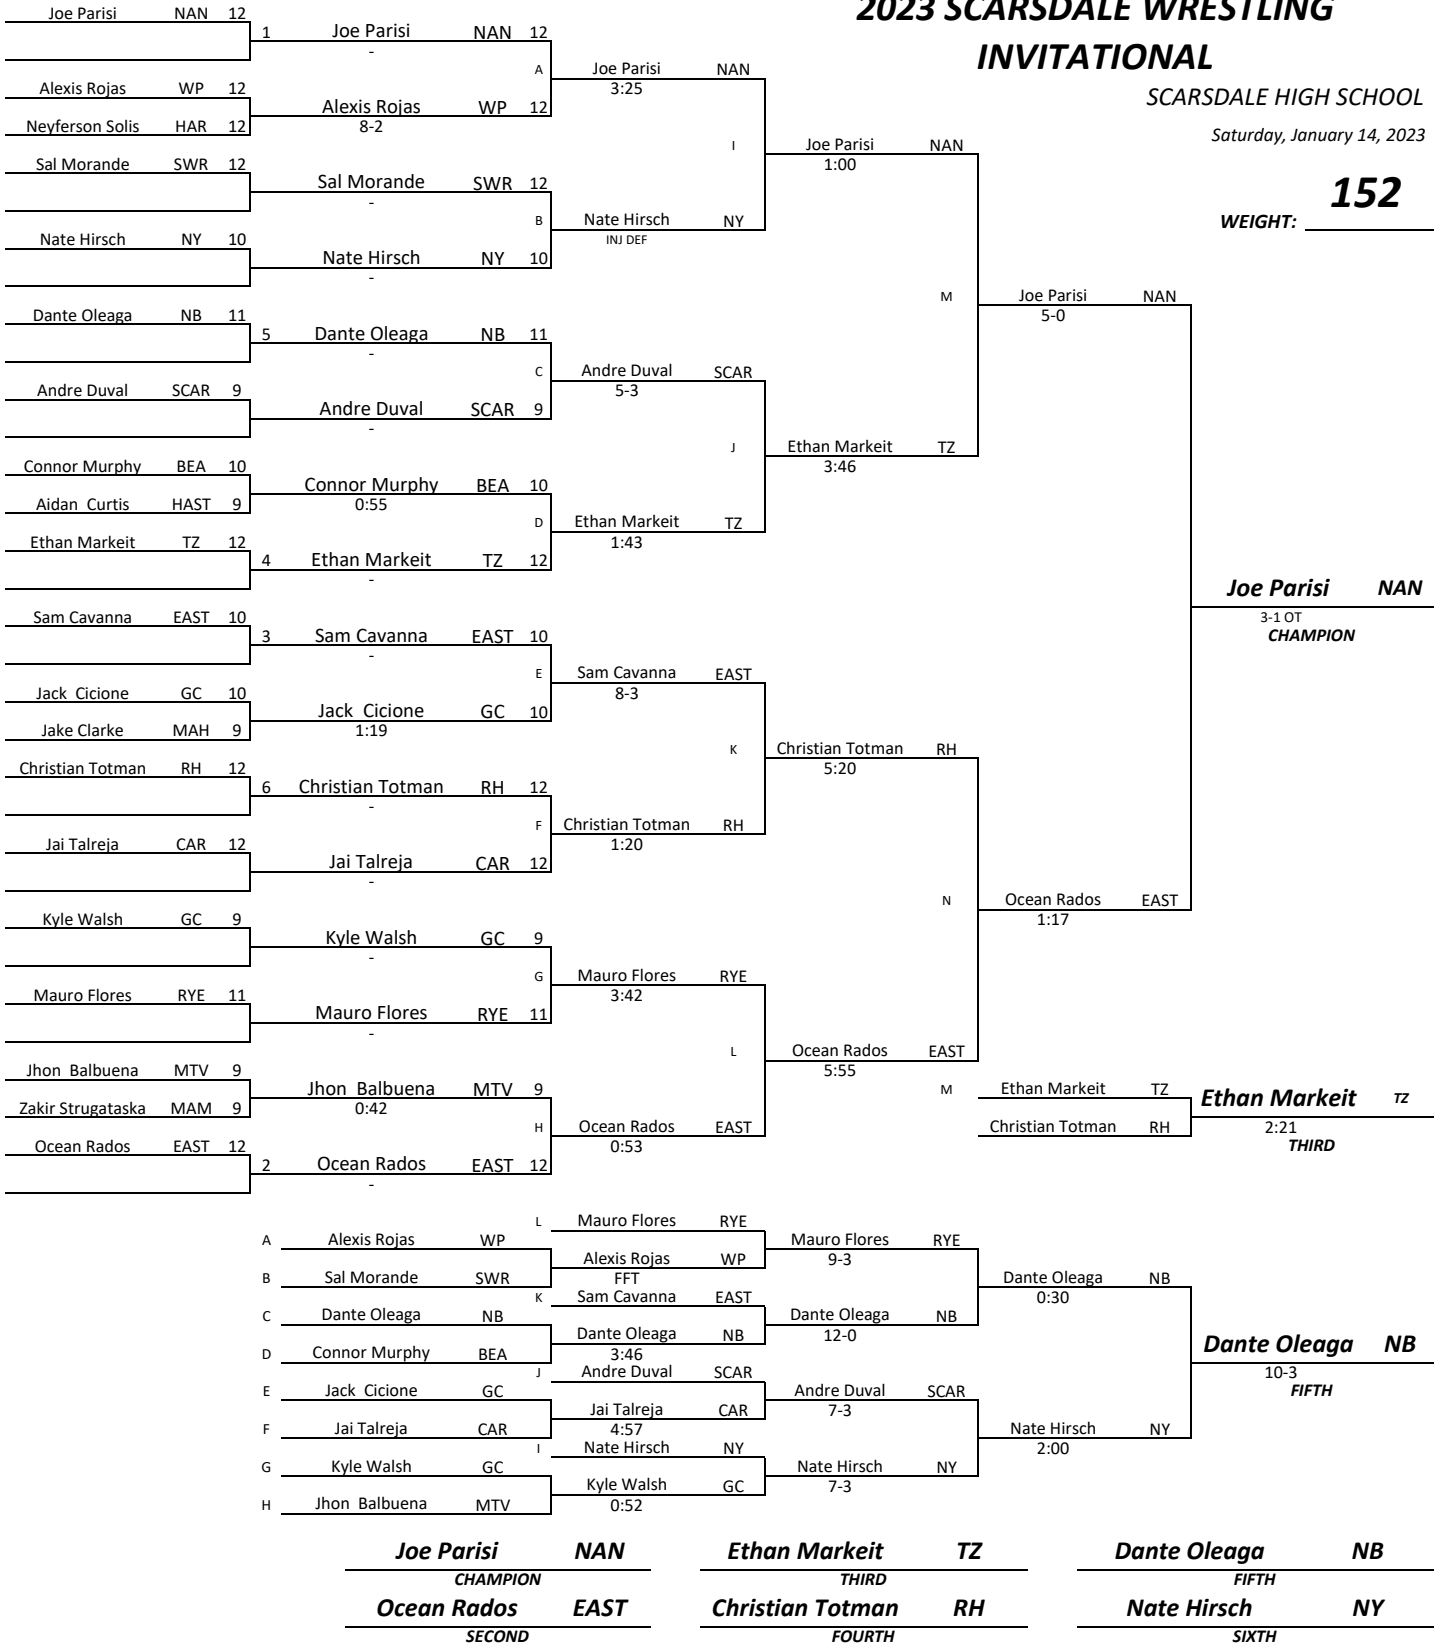 2023 SCARSDALE WRESTLING
INVITATIONAL
SCARSDALE HIGH SCHOOL
Saturday, January 14, 2023
WEIGHT: 152
Joe Parisi NAN 12
Alexis Rojas WP 12
Neyferson Solis HAR 12
Sal Morande SWR 12
Nate Hirsch NY 10
Dante Oleaga NB 11
Andre Duval SCAR 9
Connor Murphy BEA 10
Aidan Curtis HAST 9
Ethan Markeit TZ 12
Sam Cavanna EAST 10
Jack Cicione GC 10
Jake Clarke MAH 9
Christian Totman RH 12
Jai Talreja CAR 12
Kyle Walsh GC 9
Mauro Flores RYE 11
Jhon Balbuena MTV 9
Zakir Strugataska MAM 9
Ocean Rados EAST 12
1 Joe Parisi NAN 12
-
A
Alexis Rojas WP 12
8-2
Sal Morande SWR 12
-
B
Nate Hirsch NY 10
-
5 Dante Oleaga NB 11
-
C
Andre Duval SCAR 9
-
Connor Murphy BEA 10
0:55
D
4 Ethan Markeit TZ 12
-
3 Sam Cavanna EAST 10
-
E
Jack Cicione GC 10
1:19
6 Christian Totman RH 12
-
F
Jai Talreja CAR 12
-
Kyle Walsh GC 9
-
G
Mauro Flores RYE 11
-
Jhon Balbuena MTV 9
0:42
H
2 Ocean Rados EAST 12
-
Joe Parisi NAN
3:25
I
Nate Hirsch NY
INJ DEF
Andre Duval SCAR
5-3
J
Ethan Markeit TZ
1:43
Sam Cavanna EAST
8-3
K
Christian Totman RH
1:20
Mauro Flores RYE
3:42
L
Ocean Rados EAST
0:53
Joe Parisi NAN
1:00
M
Ethan Markeit TZ
3:46
Christian Totman RH
5:20
N
Ocean Rados EAST
5:55
Joe Parisi NAN
5-0
Ocean Rados EAST
1:17
Joe Parisi NAN
3-1 OT
CHAMPION
M Ethan Markeit TZ
Christian Totman RH
Ethan Markeit TZ
2:21
THIRD
A Alexis Rojas WP
B Sal Morande SWR
C Dante Oleaga NB
D Connor Murphy BEA
E Jack Cicione GC
F Jai Talreja CAR
G Kyle Walsh GC
H Jhon Balbuena MTV
L Mauro Flores RYE
Alexis Rojas WP
FFT
K Sam Cavanna EAST
Dante Oleaga NB
3:46
J Andre Duval SCAR
Jai Talreja CAR
4:57
I Nate Hirsch NY
Kyle Walsh GC
0:52
Mauro Flores RYE
9-3
Dante Oleaga NB
12-0
Andre Duval SCAR
7-3
Nate Hirsch NY
7-3
Dante Oleaga NB
0:30
Nate Hirsch NY
2:00
Dante Oleaga NB
10-3
FIFTH
Joe Parisi NAN Ethan Markeit TZ Dante Oleaga NB
CHAMPION THIRD FIFTH
Ocean Rados EAST Christian Totman RH Nate Hirsch NY
SECOND FOURTH SIXTH